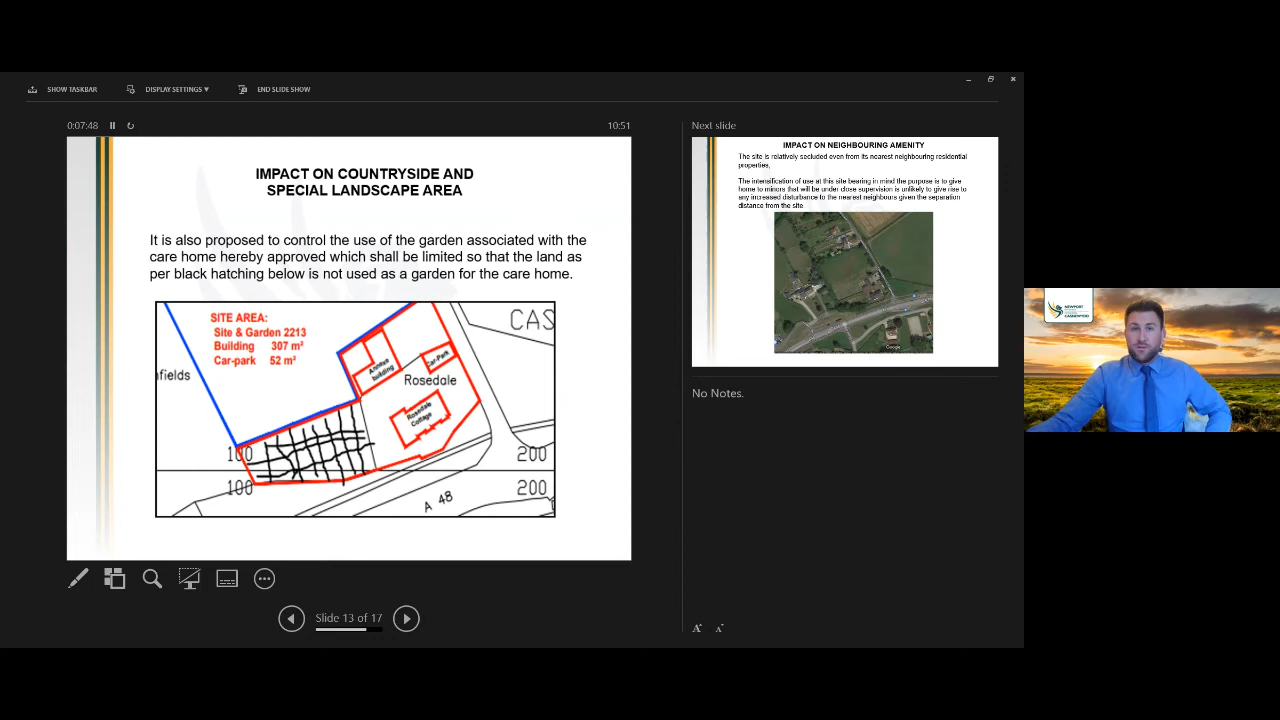 SHOW TASKBAR
DISPLAY SETTINGS ▾
END SLIDE SHOW
0:07:48
10:51
IMPACT ON COUNTRYSIDE AND
SPECIAL LANDSCAPE AREA
It is also proposed to control the use of the garden associated with the
care home hereby approved which shall be limited so that the land as
per black hatching below is not used as a garden for the care home.
SITE AREA:
Site & Garden 2213
Building 307 m²
Car-park 52 m²
CAS
nfields
Annexe
building
Car-Park
Rosedale
Rosedale
Cottage
100
200
100
200
A 48
Slide 13 of 17
Next slide
IMPACT ON NEIGHBOURING AMENITY
The site is relatively secluded even from its nearest neighbouring residential
properties,
The intensification of use at this site bearing in mind the purpose is to give
home to minors that will be under close supervision is unlikely to give rise to
any increased disturbance to the nearest neighbours given the separation
distance from the site
Google
No Notes.
A
A
NEWPORT
CASNEWYDD